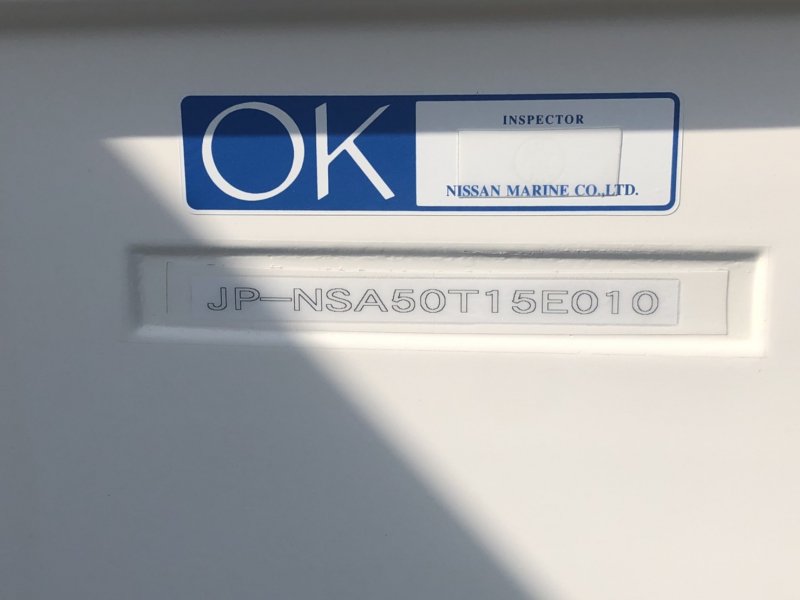 OK
INSPECTOR
NISSAN MARINE CO.,LTD.
JP-NSA50T15E010